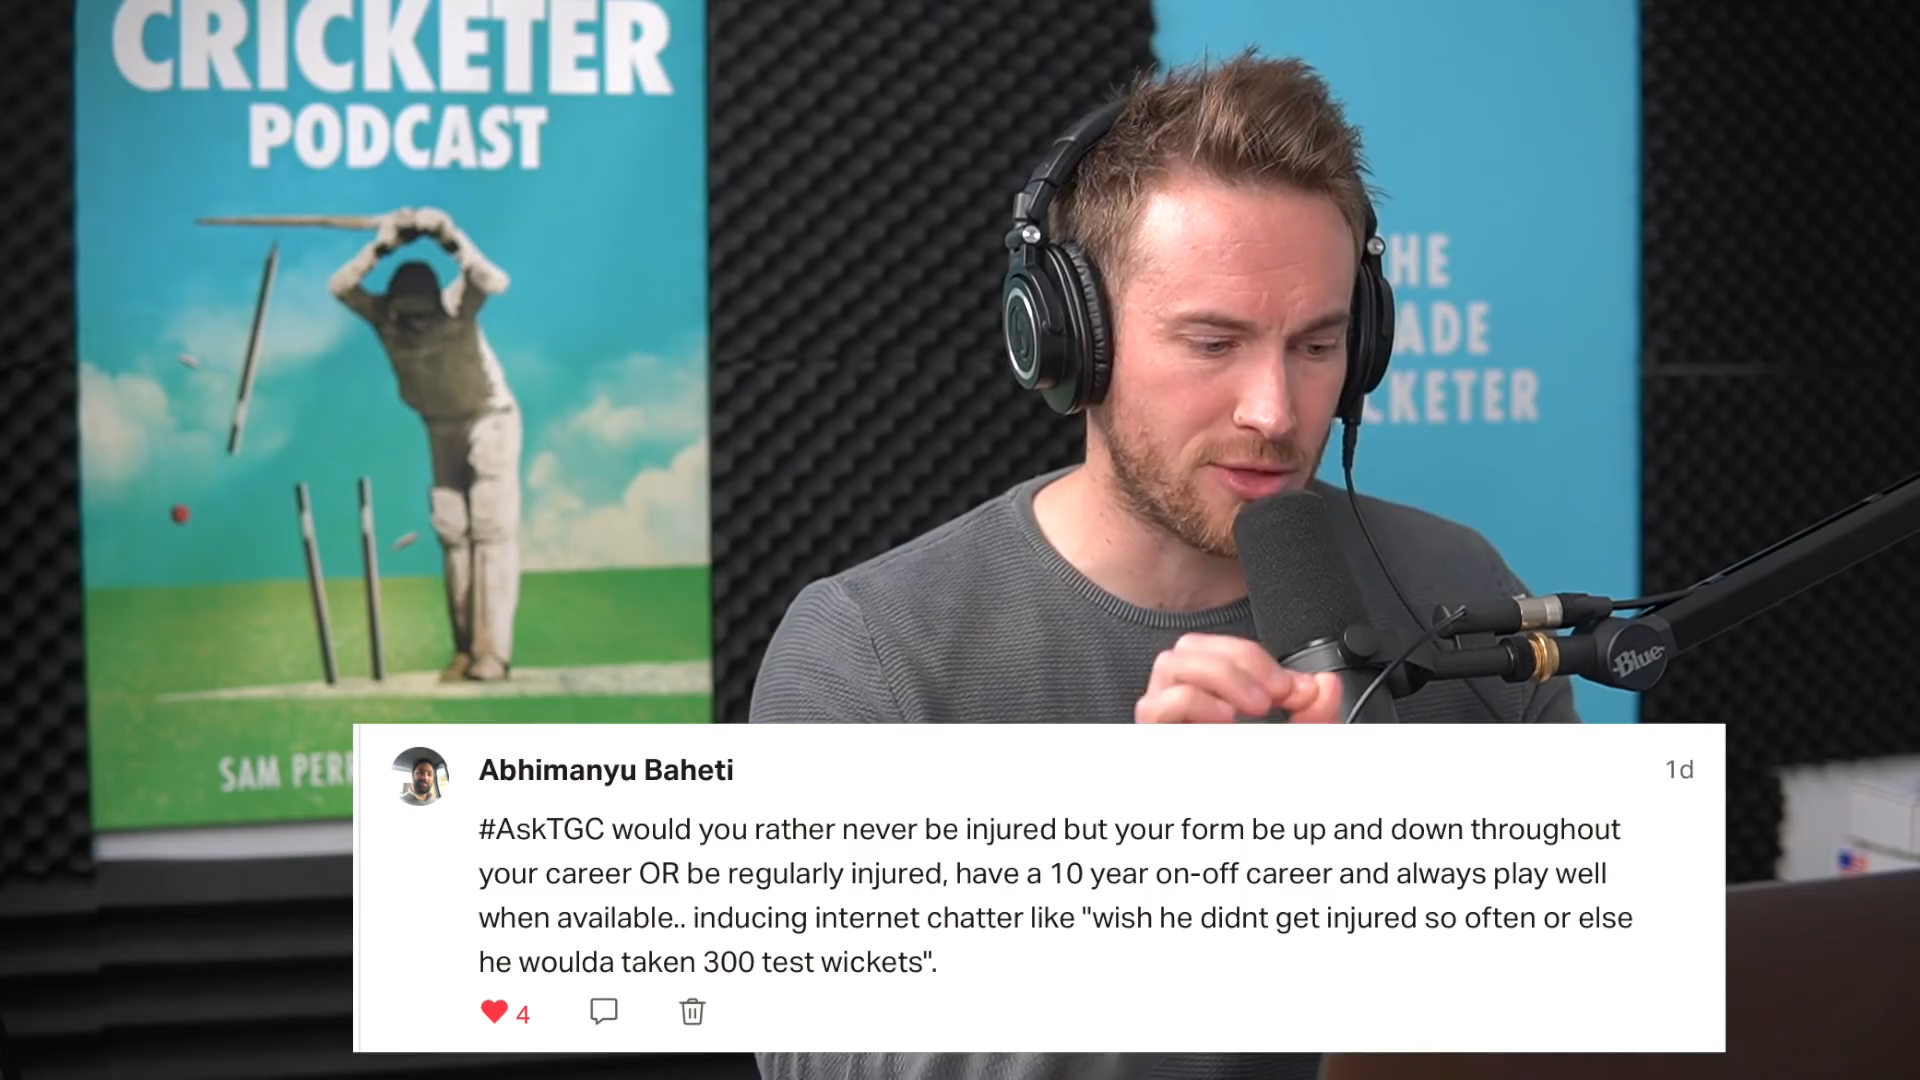 CRICKETER
PODCAST
SAM PER
HE
ADE
CKETER
Blue
Abhimanyu Baheti
1d
#AskTGC would you rather never be injured but your form be up and down throughout
your career OR be regularly injured, have a 10 year on-off career and always play well
when available.. inducing internet chatter like "wish he didnt get injured so often or else
he woulda taken 300 test wickets".
4